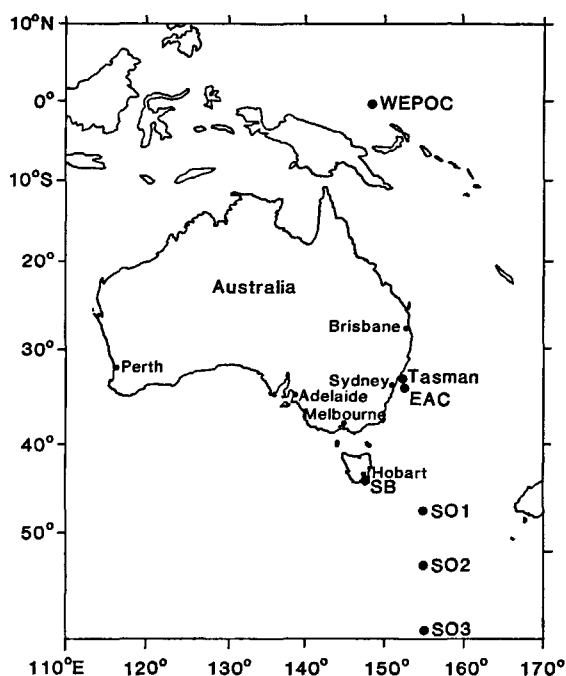 10°N
0°
WEPOC
10°S
20°
Australia
Brisbane
30°
Perth
Sydney
Tasman
Adelaide
EAC
Melbourne
40°
Hobart
SB
SO1
50°
SO2
SO3
110°E 120° 130° 140° 150° 160° 170°